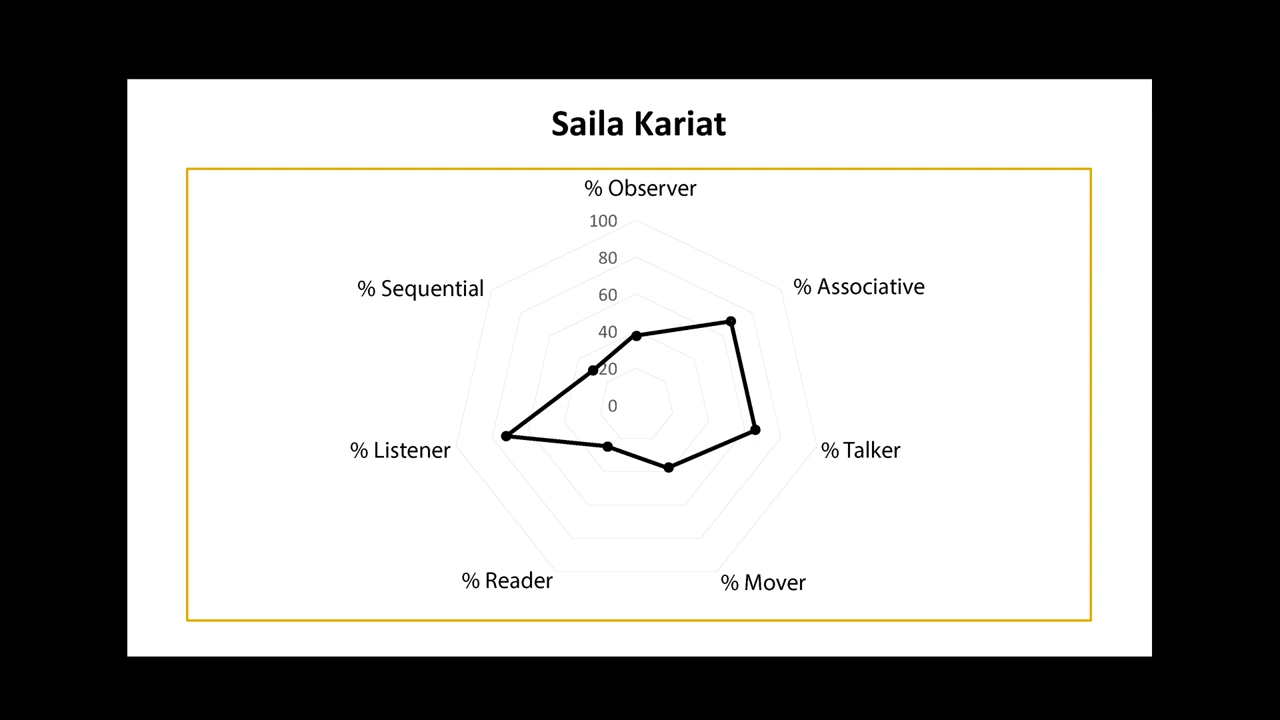 Saila Kariat
% Observer
100
% Sequential
80
% Associative
60
40
20
0
% Listener
% Talker
% Reader
% Mover